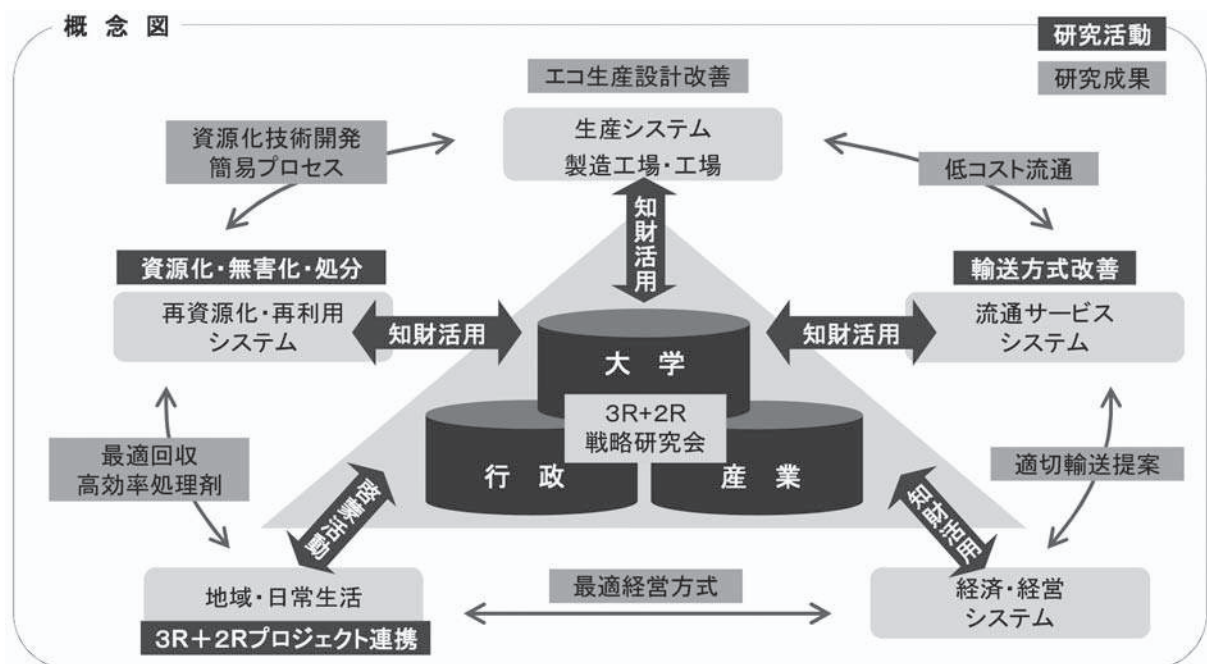 概念図
研究活動
研究成果
エコ生産設計改善
生産システム
製造工場・工場
資源化技術開発
簡易プロセス
低コスト流通
知財活用
資源化・無害化・処分
再資源化・再利用
システム
知財活用
知財活用
輸送方式改善
流通サービス
システム
大学
3R+2R
戦略研究会
行政
産業
最適回収
高効率処理剤
適切輸送提案
啓蒙活動
知財活用
地域・日常生活
3R+2Rプロジェクト連携
最適経営方式
経済・経営
システム